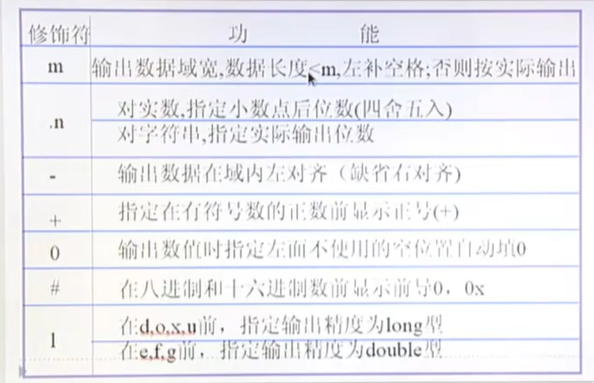 修饰符 功 能
m 输出数据域宽,数据长度<m,左补空格;否则按实际输出
.n 对实数,指定小数点后位数(四舍五入)
对字符串,指定实际输出位数
- 输出数据在域内左对齐（缺省右对齐)
+ 指定在有符号数的正数前显示正号(+)
0 输出数值时指定左面不使用的空位置自动填0
# 在八进制和十六进制数前显示前导0，0x
l 在d,o,x,u前，指定输出精度为long型
在e,f,g前，指定输出精度为double型